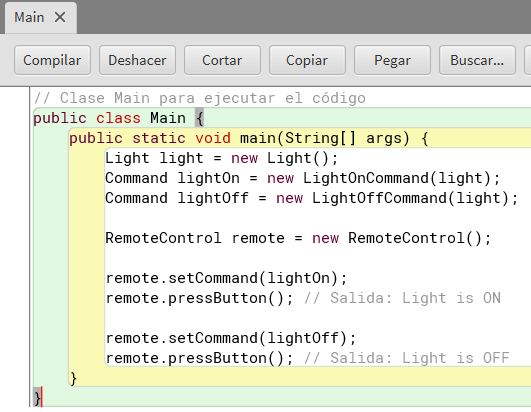 Main ×
Compilar Deshacer Cortar Copiar Pegar Buscar...
// Clase Main para ejecutar el código
public class Main {
    public static void main(String[] args) {
        Light light = new Light();
        Command lightOn = new LightOnCommand(light);
        Command lightOff = new LightOffCommand(light);

        RemoteControl remote = new RemoteControl();

        remote.setCommand(lightOn);
        remote.pressButton(); // Salida: Light is ON

        remote.setCommand(lightOff);
        remote.pressButton(); // Salida: Light is OFF
    }
}